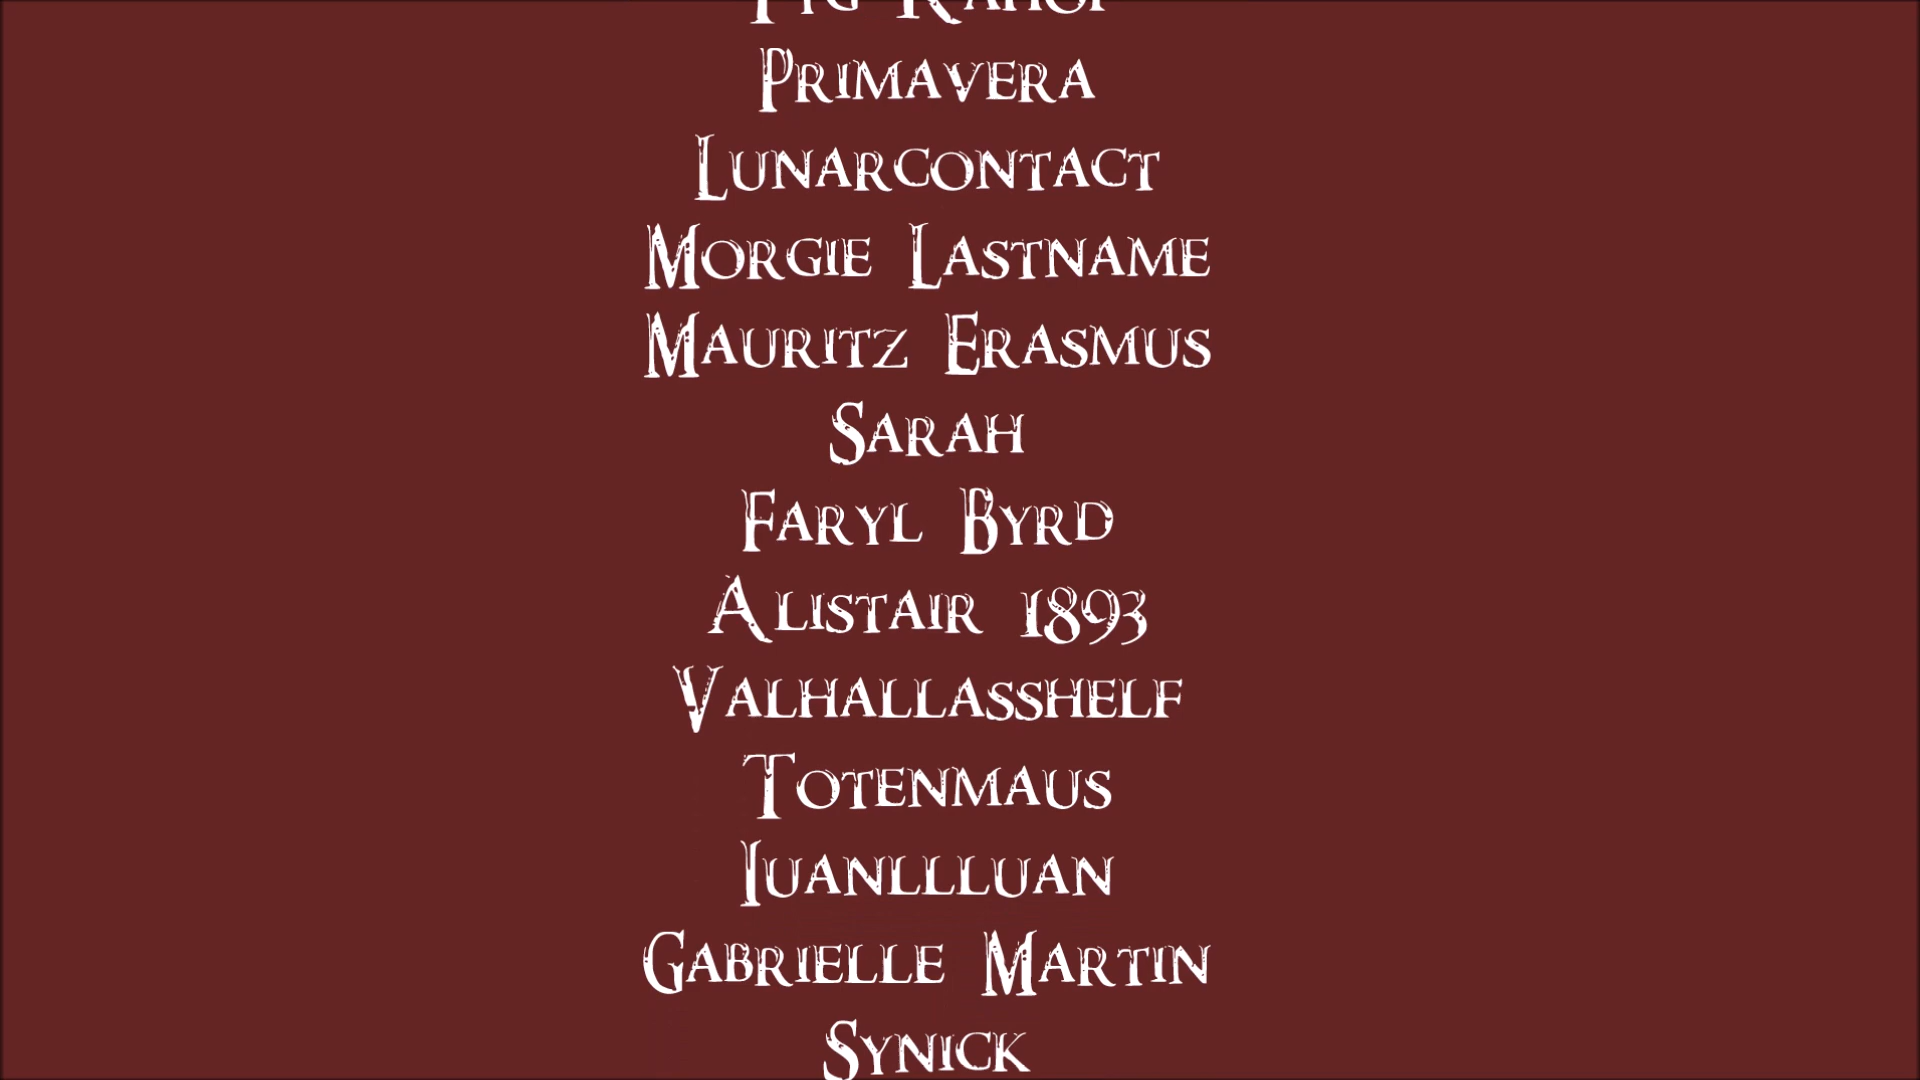 Primavera
Lunarcontact
Morgie Lastname
Mauritz Erasmus
Sarah
Faryl Byrd
Alistair 1893
Valhallasshelf
Totenmaus
Iuanllluan
Gabrielle Martin
Synick